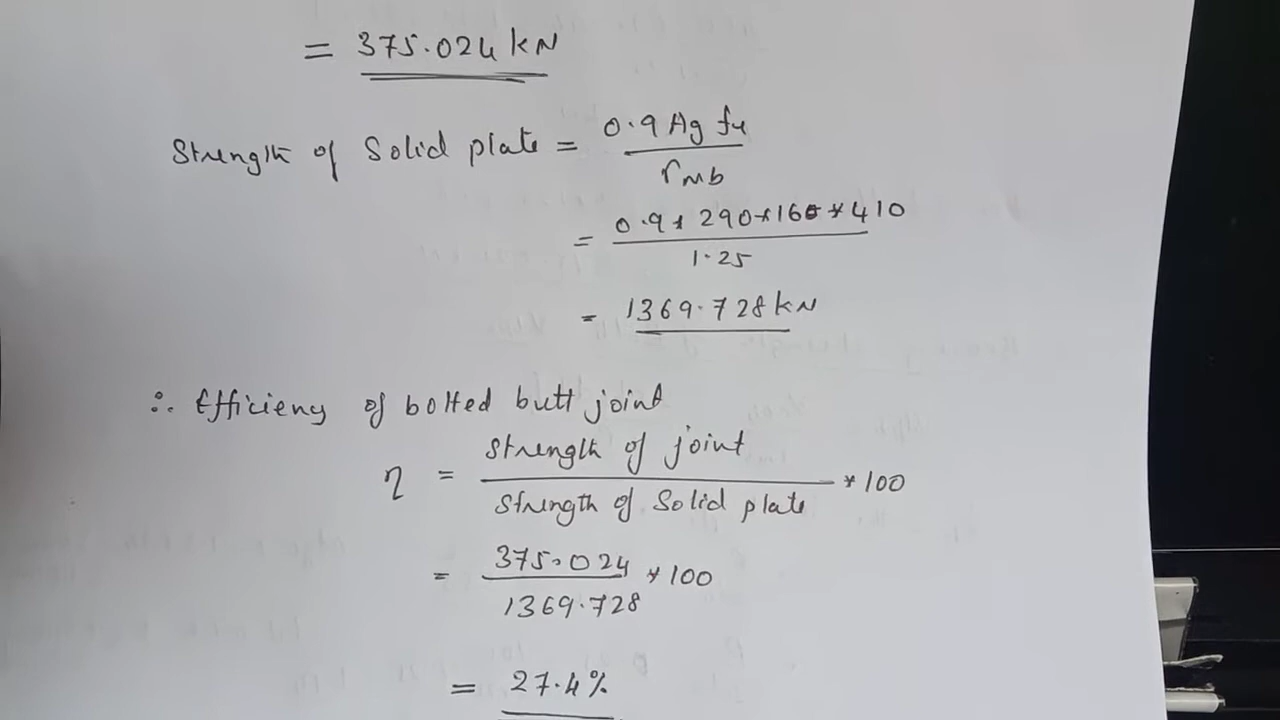 = 375.024 kN
Strength of Solid plate = 0.9 Ag fu / γmb
= 0.9 * 290 * 16 * 410 / 1.25
= 1369.728 kN
∴ Efficieny of bolted butt joint
η = Strength of joint / Strength of Solid plate * 100
= 375.024 / 1369.728 * 100
= 27.4%